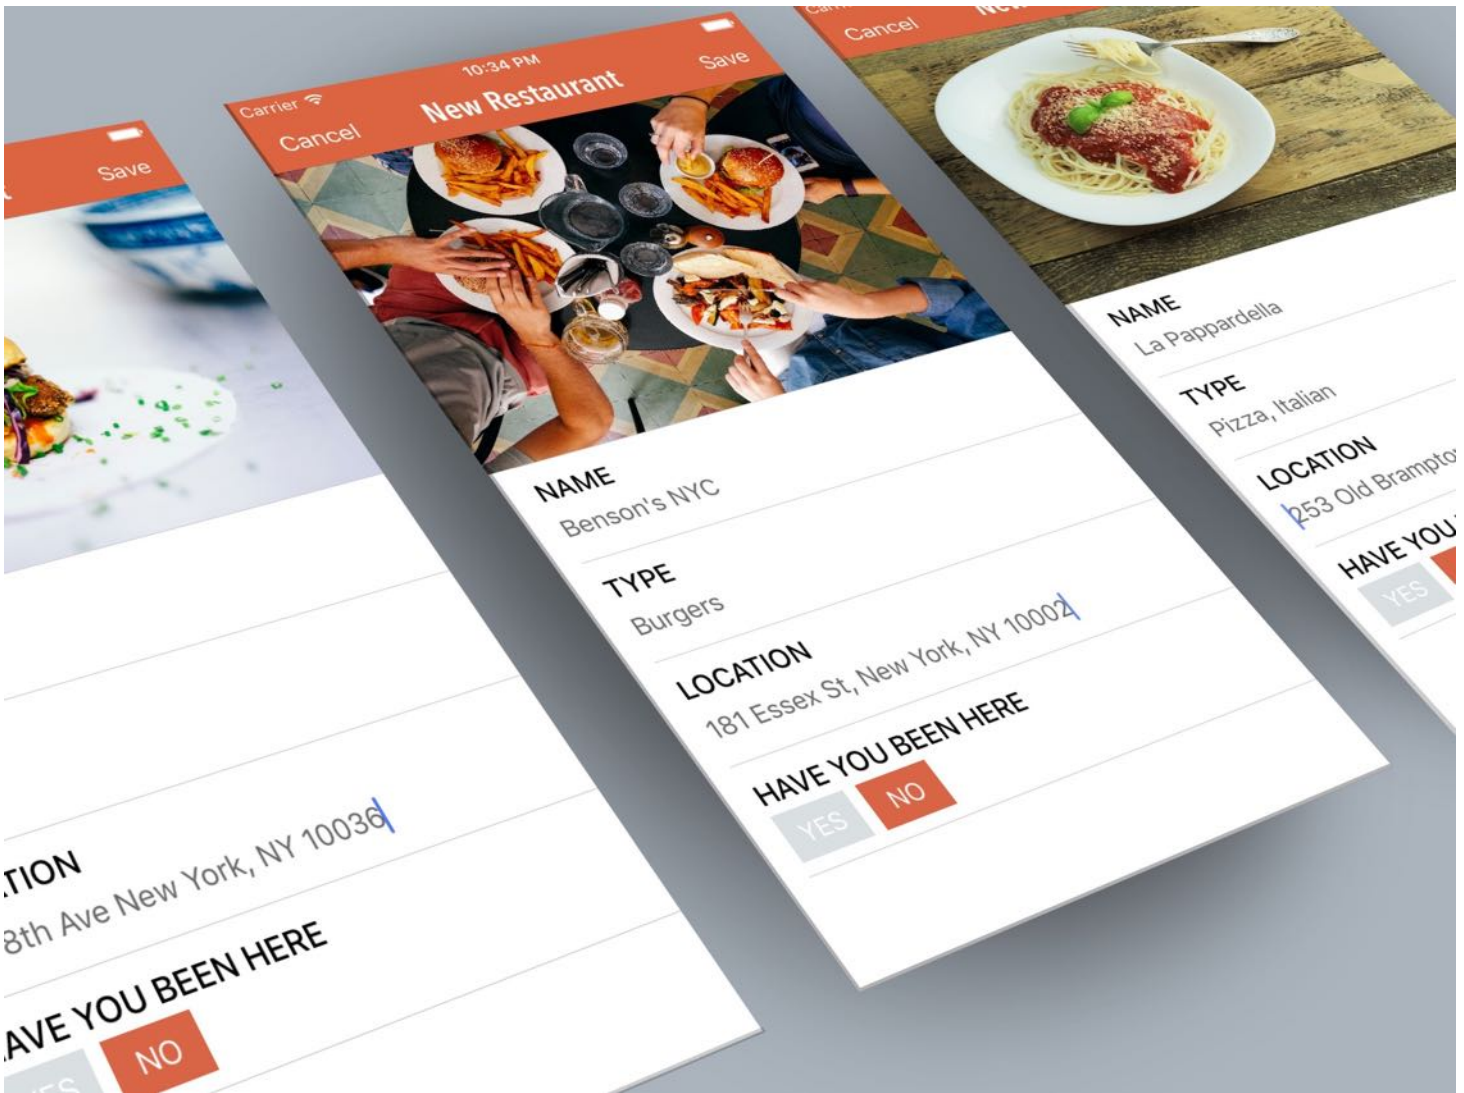 Save
TION
8th Ave New York, NY 10036
AVE YOU BEEN HERE
YES
NO
Carrier
10:34 PM
Cancel
New Restaurant
Save
NAME
Benson's NYC
TYPE
Burgers
LOCATION
181 Essex St, New York, NY 10002
HAVE YOU BEEN HERE
YES
NO
Cancel
NAME
La Pappardella
TYPE
Pizza, Italian
LOCATION
253 Old Brampto
HAVE YOU
YES